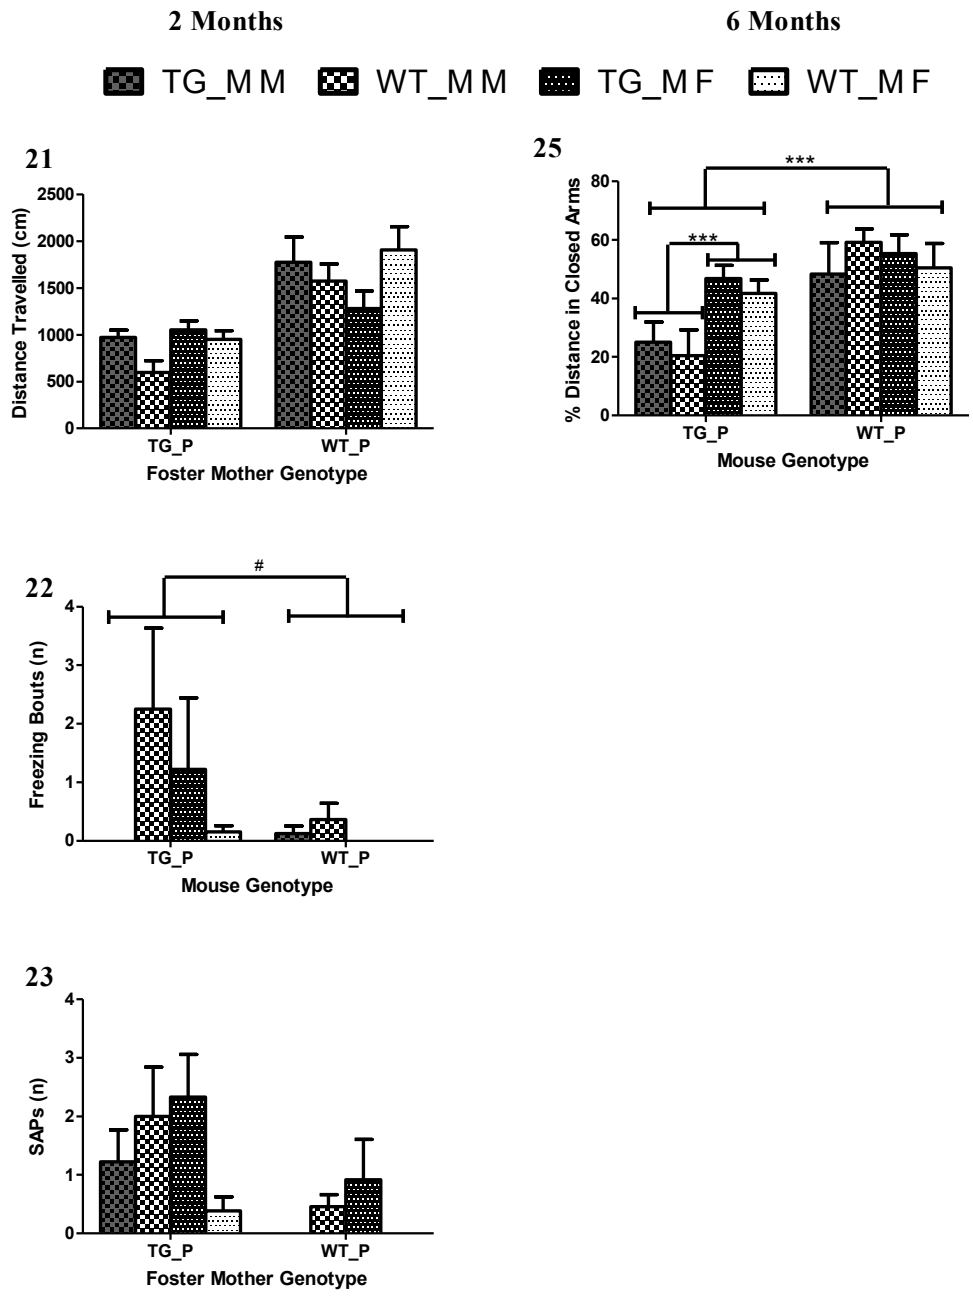 2 Months
6 Months
TG_MM WT_MM TG_MF WT_MF
21
Distance Travelled (cm)
2500
2000
1500
1000
500
0
TG_P WT_P
Foster Mother Genotype
25
% Distance in Closed Arms
80
60
40
20
0
***
***
TG_P WT_P
Mouse Genotype
22
Freezing Bouts (n)
4
3
2
1
0
#
TG_P WT_P
Mouse Genotype
23
SAPs (n)
4
3
2
1
0
TG_P WT_P
Foster Mother Genotype